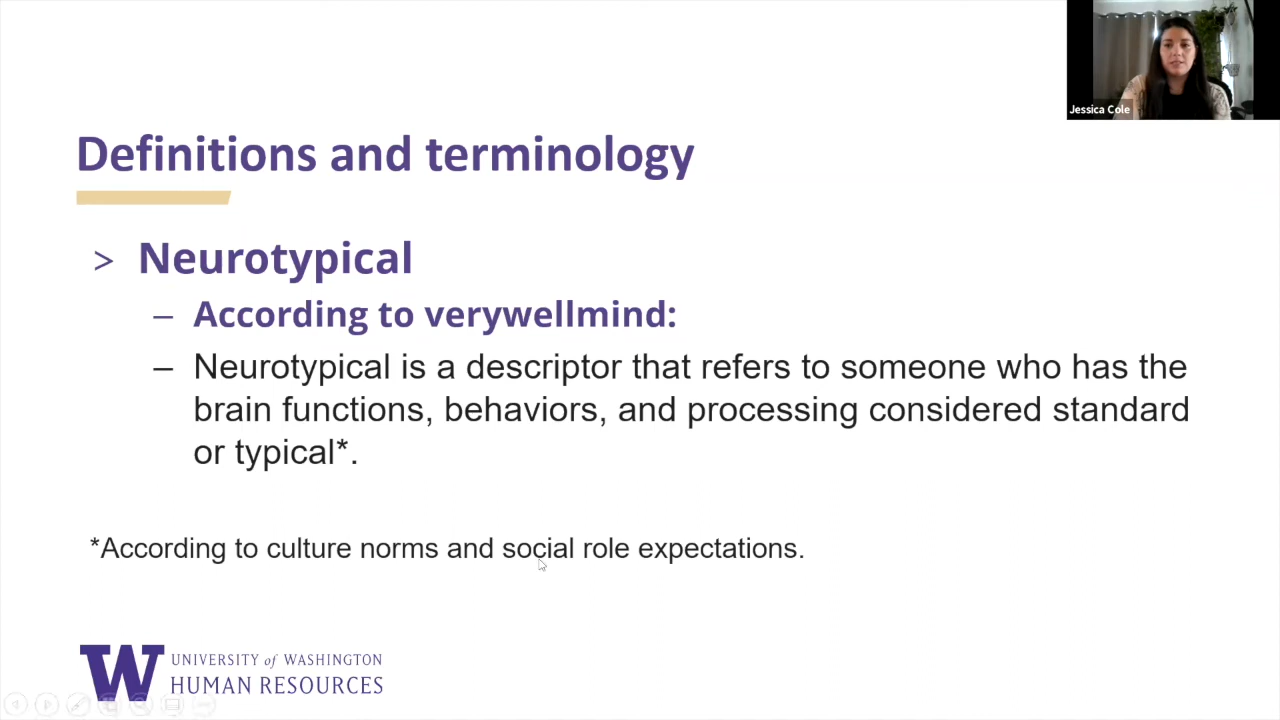 Jessica Cole
Definitions and terminology
> Neurotypical
– According to verywellmind:
– Neurotypical is a descriptor that refers to someone who has the
brain functions, behaviors, and processing considered standard
or typical*.
*According to culture norms and social role expectations.
W
UNIVERSITY of WASHINGTON
HUMAN RESOURCES